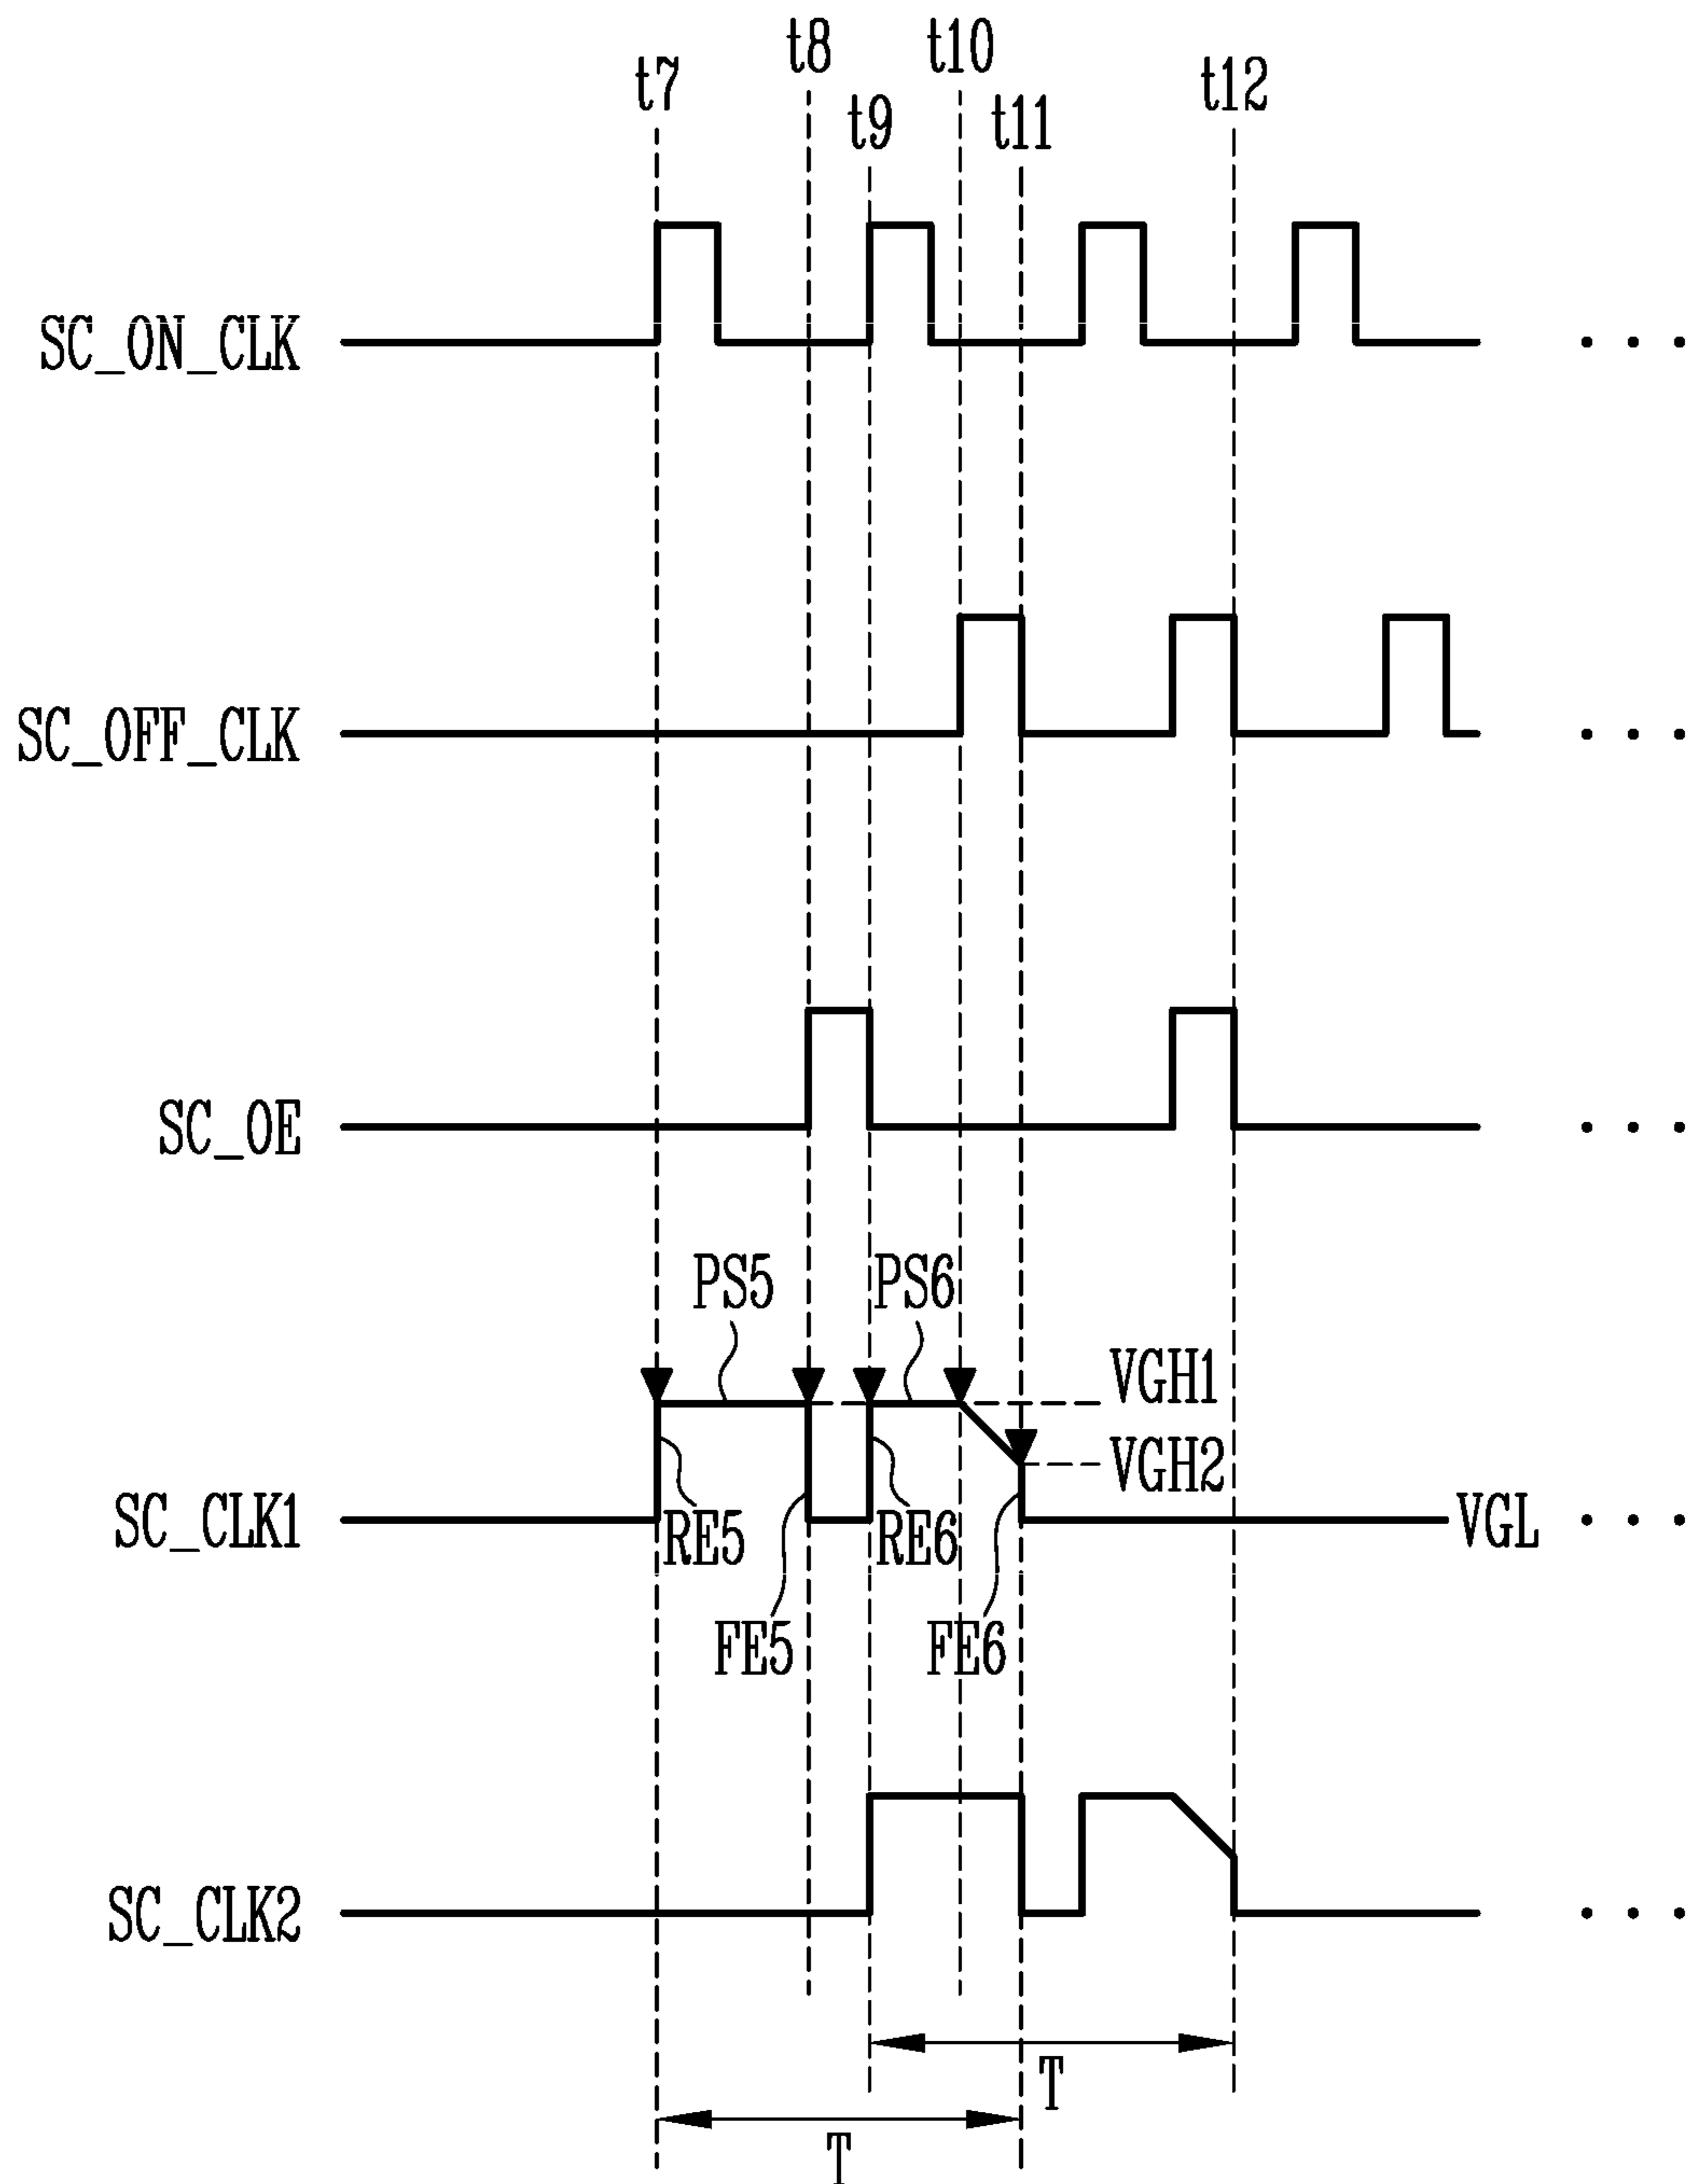 t7
t8
t9
t10
t11
t12
SC_ON_CLK
. . .
SC_OFF_CLK
. . .
SC_OE
. . .
PS5
PS6
VGH1
VGH2
SC_CLK1
RE5
RE6
VGL
. . .
FE5
FE6
SC_CLK2
. . .
T
T